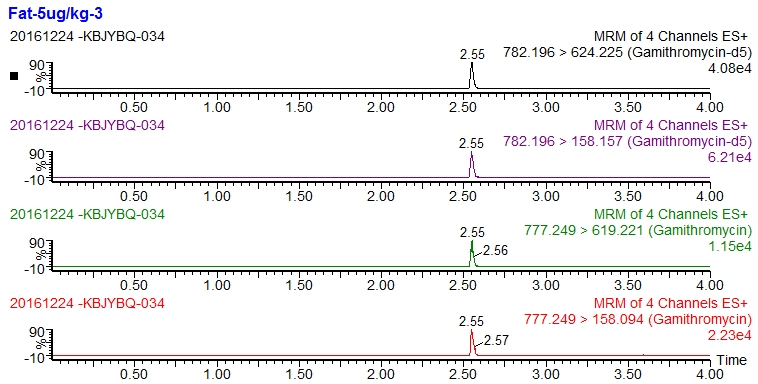 Fat-5ug/kg-3
20161224 -KBJYBQ-034 MRM of 4 Channels ES+
2.55 782.196 > 624.225 (Gamithromycin-d5)
90 4.08e4
%
-10
0.50 1.00 1.50 2.00 2.50 3.00 3.50 4.00
20161224 -KBJYBQ-034 MRM of 4 Channels ES+
2.55 782.196 > 158.157 (Gamithromycin-d5)
90 6.21e4
%
-10
0.50 1.00 1.50 2.00 2.50 3.00 3.50 4.00
20161224 -KBJYBQ-034 MRM of 4 Channels ES+
2.55 777.249 > 619.221 (Gamithromycin)
90 2.56 1.15e4
%
-10
0.50 1.00 1.50 2.00 2.50 3.00 3.50 4.00
20161224 -KBJYBQ-034 MRM of 4 Channels ES+
2.55 777.249 > 158.094 (Gamithromycin)
90 2.57 2.23e4
%
-10 Time
0.50 1.00 1.50 2.00 2.50 3.00 3.50 4.00